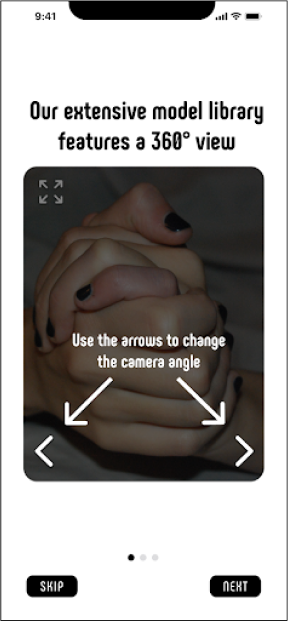 9:41
Our extensive model library
features a 360° view
Use the arrows to change
the camera angle
SKIP
NEXT